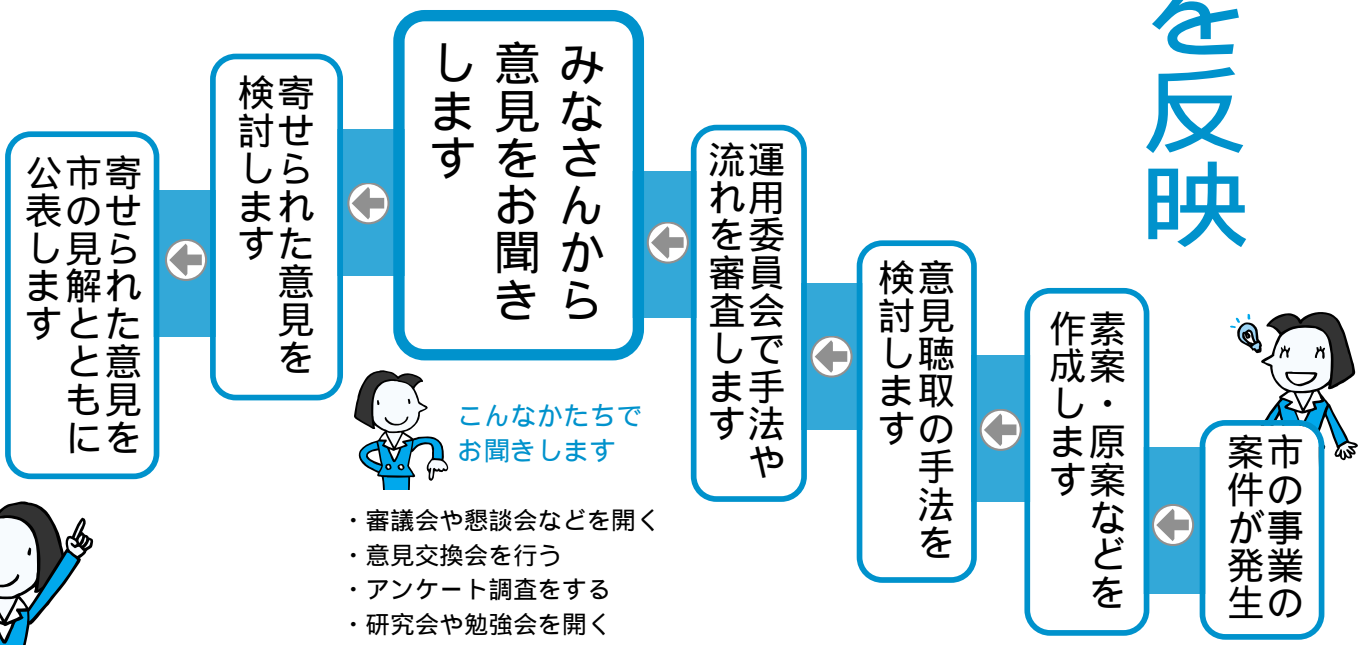 を反映
市の事業の
案件が発生
素案・原案などを
作成します
意見聴取の手法を
検討します
運用委員会で手法や
流れを審査します
みなさんから
意見をお聞き
します
こんなかたちで
お聞きします
・審議会や懇談会などを開く
・意見交換会を行う
・アンケート調査をする
・研究会や勉強会を開く
寄せられた意見を
検討します
寄せられた意見を
市の見解とともに
公表します